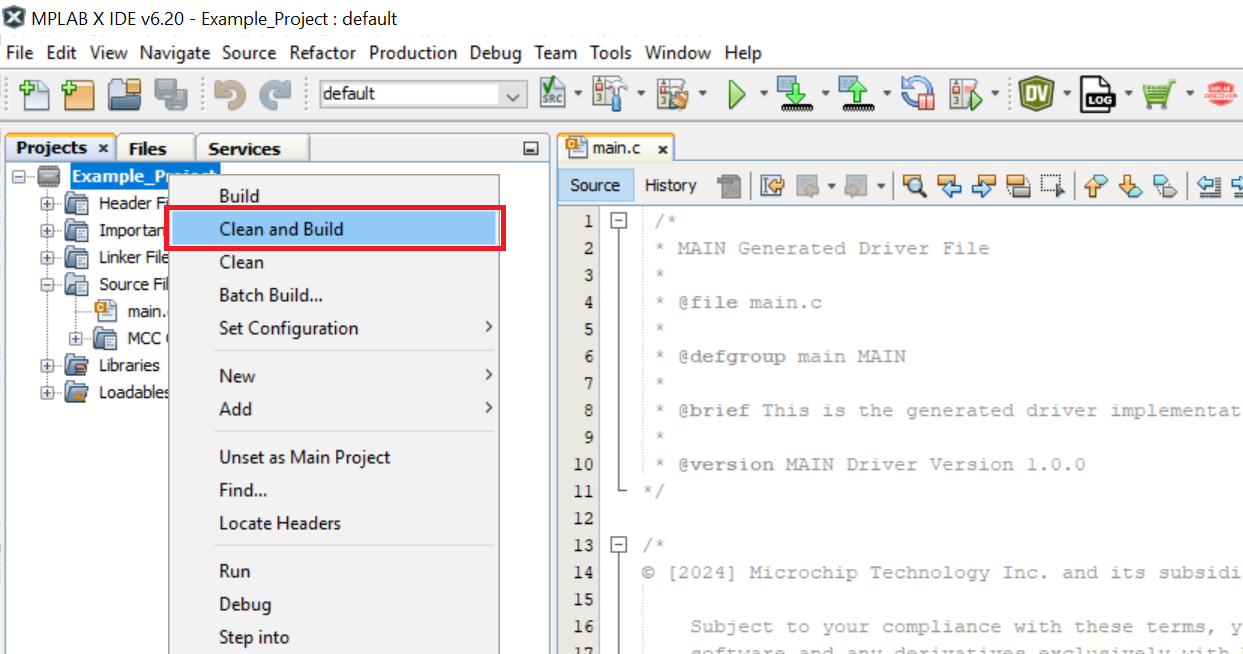 MPLAB X IDE v6.20 - Example_Project : default
File Edit View Navigate Source Refactor Production Debug Team Tools Window Help
default
SRC
DV
LOG
Projects × Files Services
main.c ×
Example_Project
Header Fi
Importan
Linker File
Source Fil
main.
MCC
Libraries
Loadables
Build
Clean and Build
Clean
Batch Build...
Set Configuration
New
Add
Unset as Main Project
Find...
Locate Headers
Run
Debug
Step into
Source History
1 /*
2 * MAIN Generated Driver File
3 *
4 * @file main.c
5 *
6 * @defgroup main MAIN
7 *
8 * @brief This is the generated driver implementat
9 *
10 * @version MAIN Driver Version 1.0.0
11 */
12
13 /*
14 © [2024] Microchip Technology Inc. and its subsidi
15
16 Subject to your compliance with these terms, y
17 software and any derivatives exclusively with